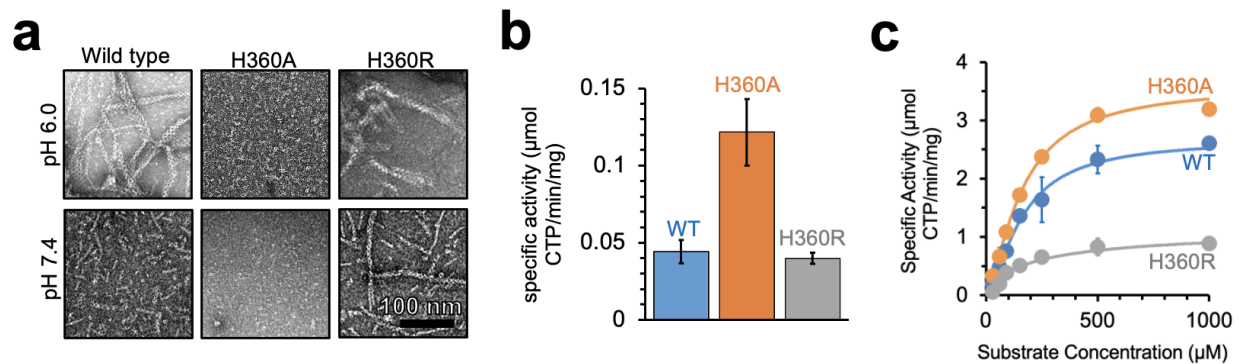 a
Wild type
H360A
H360R
pH 6.0
pH 7.4
100 nm
b
specific activity (μmol
CTP/min/mg)
0.15
0.1
0.05
0
WT
H360A
H360R
c
Specific Activity (μmol
CTP/min/mg)
4
3
2
1
0
H360A
WT
H360R
0
500
1000
Substrate Concentration (μM)